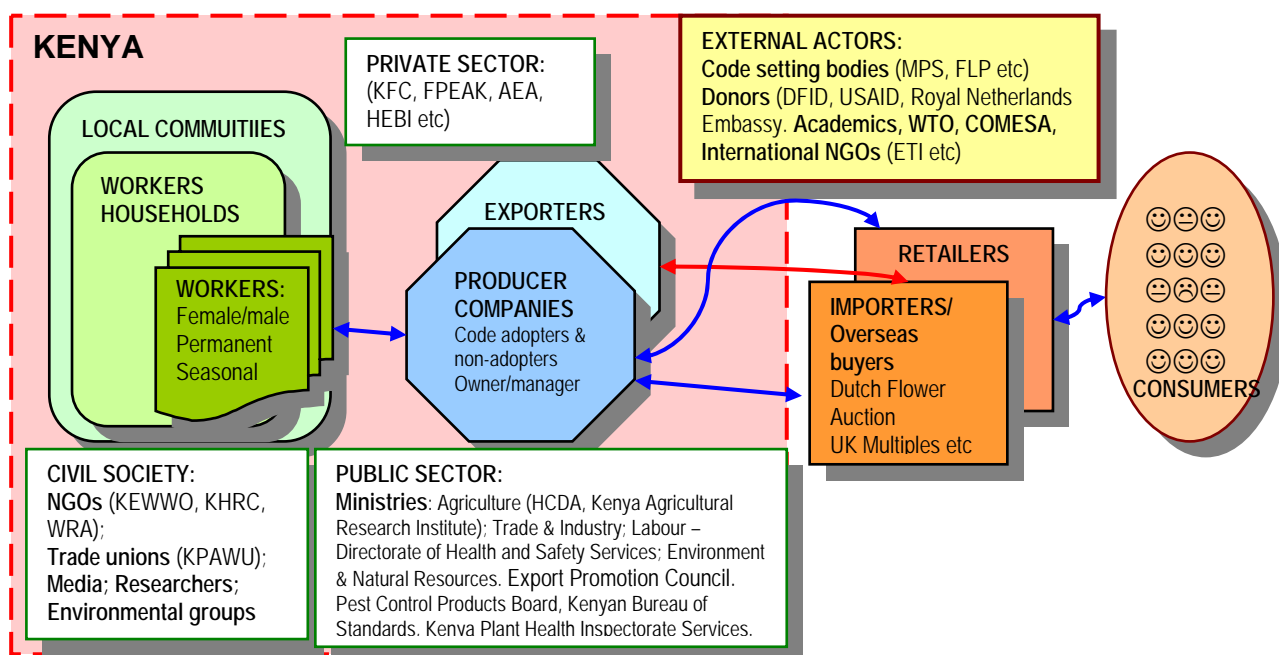 KENYA
LOCAL COMMUITIIES
WORKERS
HOUSEHOLDS
WORKERS:
Female/male
Permanent
Seasonal
PRIVATE SECTOR:
(KFC, FPEAK, AEA,
HEBI etc)
EXPORTERS
PRODUCER
COMPANIES
Code adopters &
non-adopters
Owner/manager
EXTERNAL ACTORS:
Code setting bodies (MPS, FLP etc)
Donors (DFID, USAID, Royal Netherlands
Embassy. Academics, WTO, COMESA,
International NGOs (ETI etc)
RETAILERS
IMPORTERS/
Overseas
buyers
Dutch Flower
Auction
UK Multiples etc
CONSUMERS
CIVIL SOCIETY:
NGOs (KEWWO, KHRC,
WRA);
Trade unions (KPAWU);
Media; Researchers;
Environmental groups
PUBLIC SECTOR:
Ministries: Agriculture (HCDA, Kenya Agricultural
Research Institute); Trade & Industry; Labour –
Directorate of Health and Safety Services; Environment
& Natural Resources. Export Promotion Council.
Pest Control Products Board, Kenyan Bureau of
Standards. Kenya Plant Health Inspectorate Services.